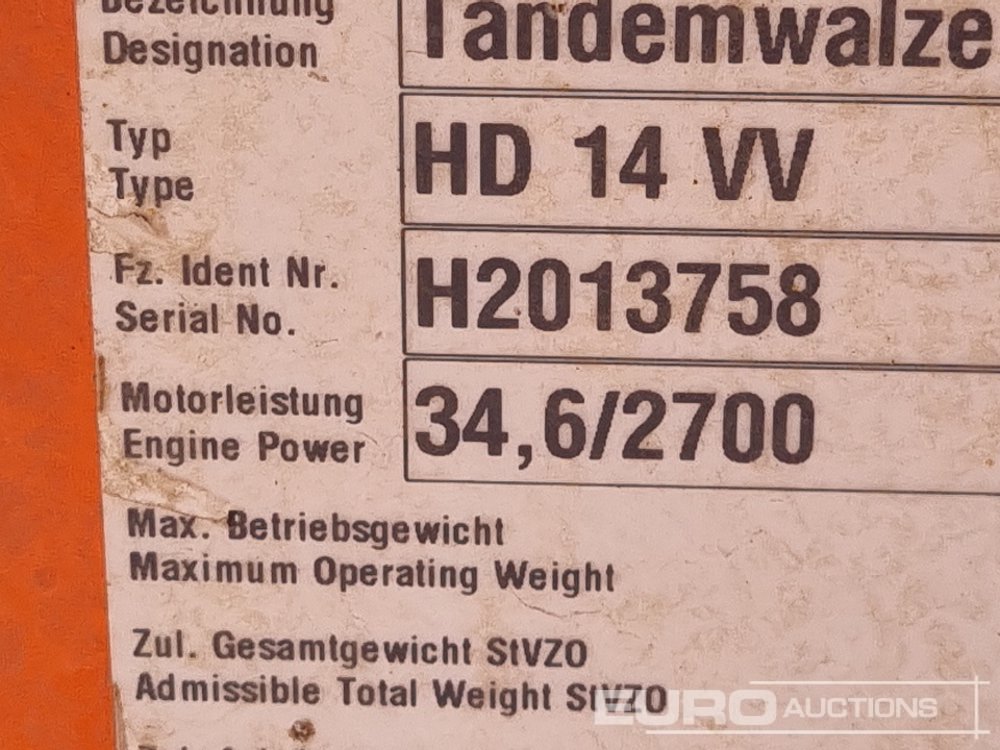 Bezeichnung
Designation
Tandemwalze
Typ
Type
HD 14 VV
Fz. Ident Nr.
Serial No.
H2013758
Motorleistung
Engine Power
34,6/2700
Max. Betriebsgewicht
Maximum Operating Weight
Zul. Gesamtgewicht StVZO
Admissible Total Weight StVZO
EURO AUCTIONS